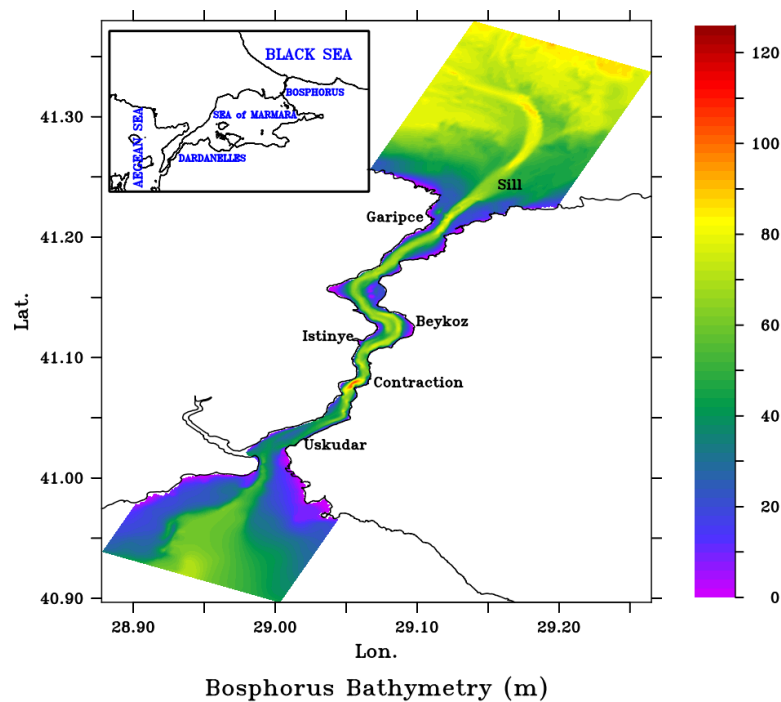 BLACK SEA
BOSPHORUS
SEA of MARMARA
AEGEAN SEA
DARDANELLES
Sill
Garipce
Beykoz
Istinye
Contraction
Uskudar
41.30
41.20
41.10
41.00
40.90
Lat.
28.90 29.00 29.10 29.20
Lon.
120
100
80
60
40
20
0
Bosphorus Bathymetry (m)